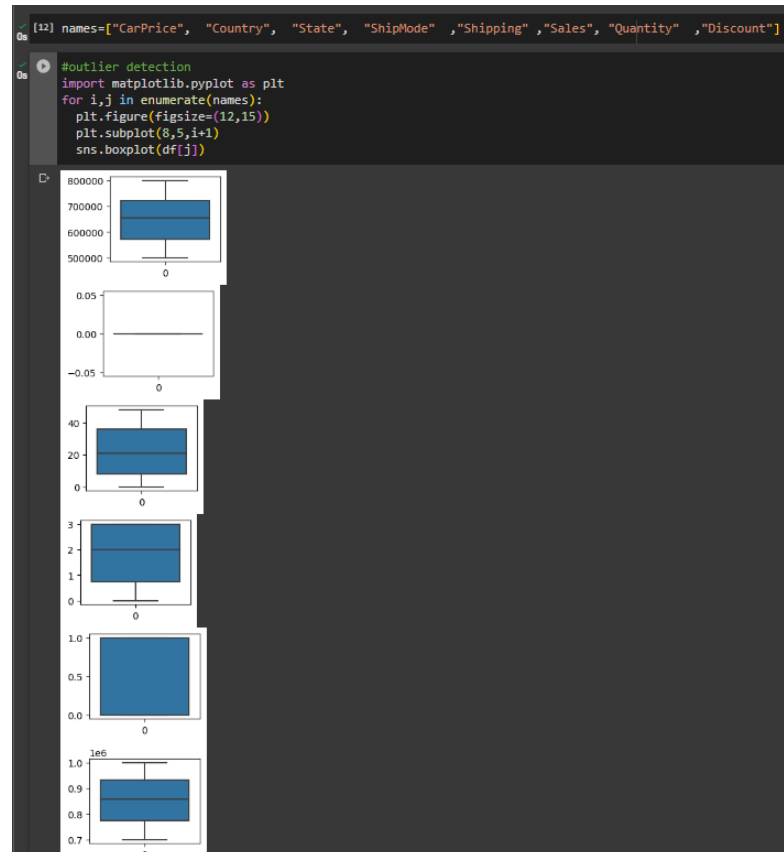 [12] names=["CarPrice", "Country", "State", "ShipMode" ,"Shipping" ,"Sales", "Quantity" ,"Discount"]
0s
0s
#outlier detection
import matplotlib.pyplot as plt
for i,j in enumerate(names):
plt.figure(figsize=(12,15))
plt.subplot(8,5,i+1)
sns.boxplot(df[j])
800000
700000
600000
500000
0
0.05
0.00
−0.05
0
40
20
0
0
3
2
1
0
0
1.0
0.5
0.0
0
1e6
1.0
0.9
0.8
0.7